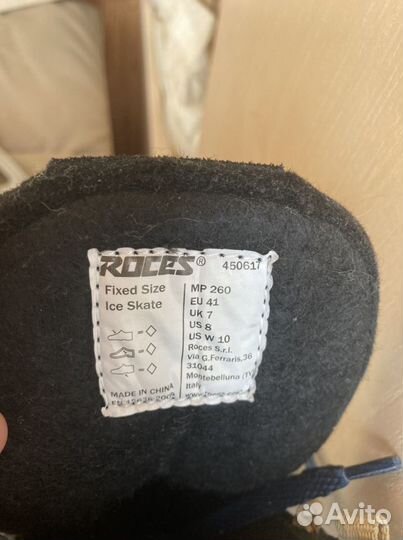 ROCES®
450617
Fixed Size
Ice Skate
MP 260
EU 41
UK 7
US 8
US W 10
Roces S.r.l.
via G.Ferraris,36
31044
Montebelluna (TV)
Italy
MADE IN CHINA
Avito